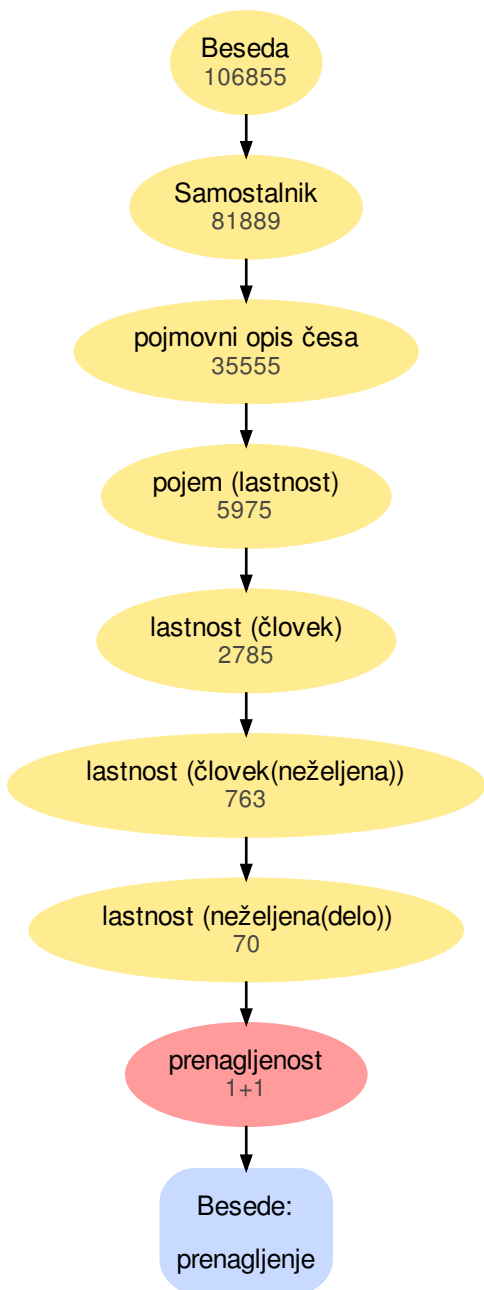 Beseda
106855
Samostalnik
81889
pojmovni opis česa
35555
pojem (lastnost)
5975
lastnost (človek)
2785
lastnost (človek(neželjena))
763
lastnost (neželjena(delo))
70
prenagljenost
1+1
Besede:
prenagljenje